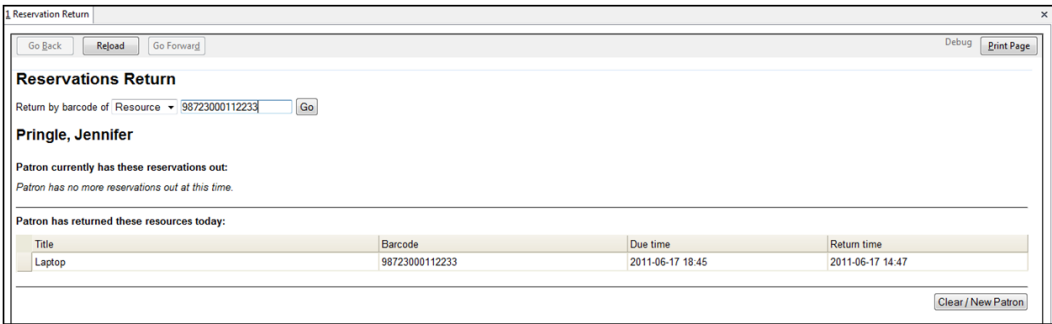 1 Reservation Return
Go Back Reload Go Forward Debug Print Page
Reservations Return
Return by barcode of Resource 98723000112233 Go
Pringle, Jennifer
Patron currently has these reservations out:
Patron has no more reservations out at this time.
Patron has returned these resources today:
Title Barcode Due time Return time
Laptop 98723000112233 2011-06-17 18:45 2011-06-17 14:47
Clear / New Patron